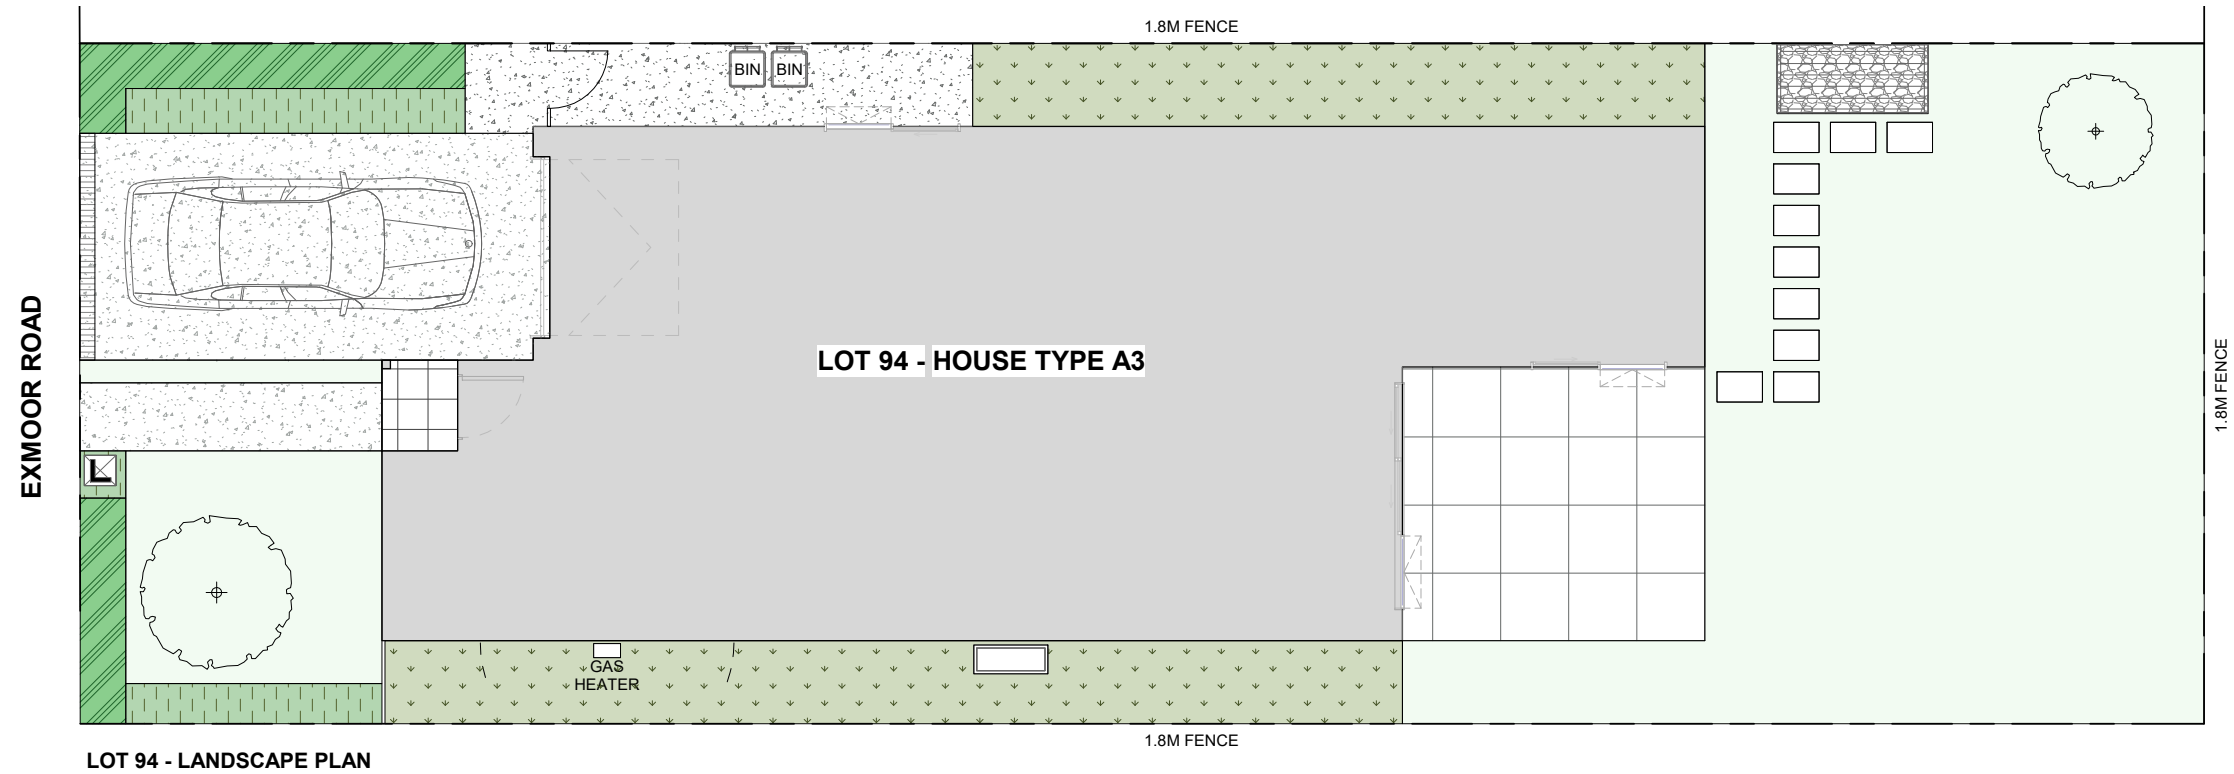 1.8M FENCE
BIN
BIN
EXMOOR ROAD
LOT 94 - HOUSE TYPE A3
1.8M FENCE
L
GAS
HEATER
1.8M FENCE
LOT 94 - LANDSCAPE PLAN